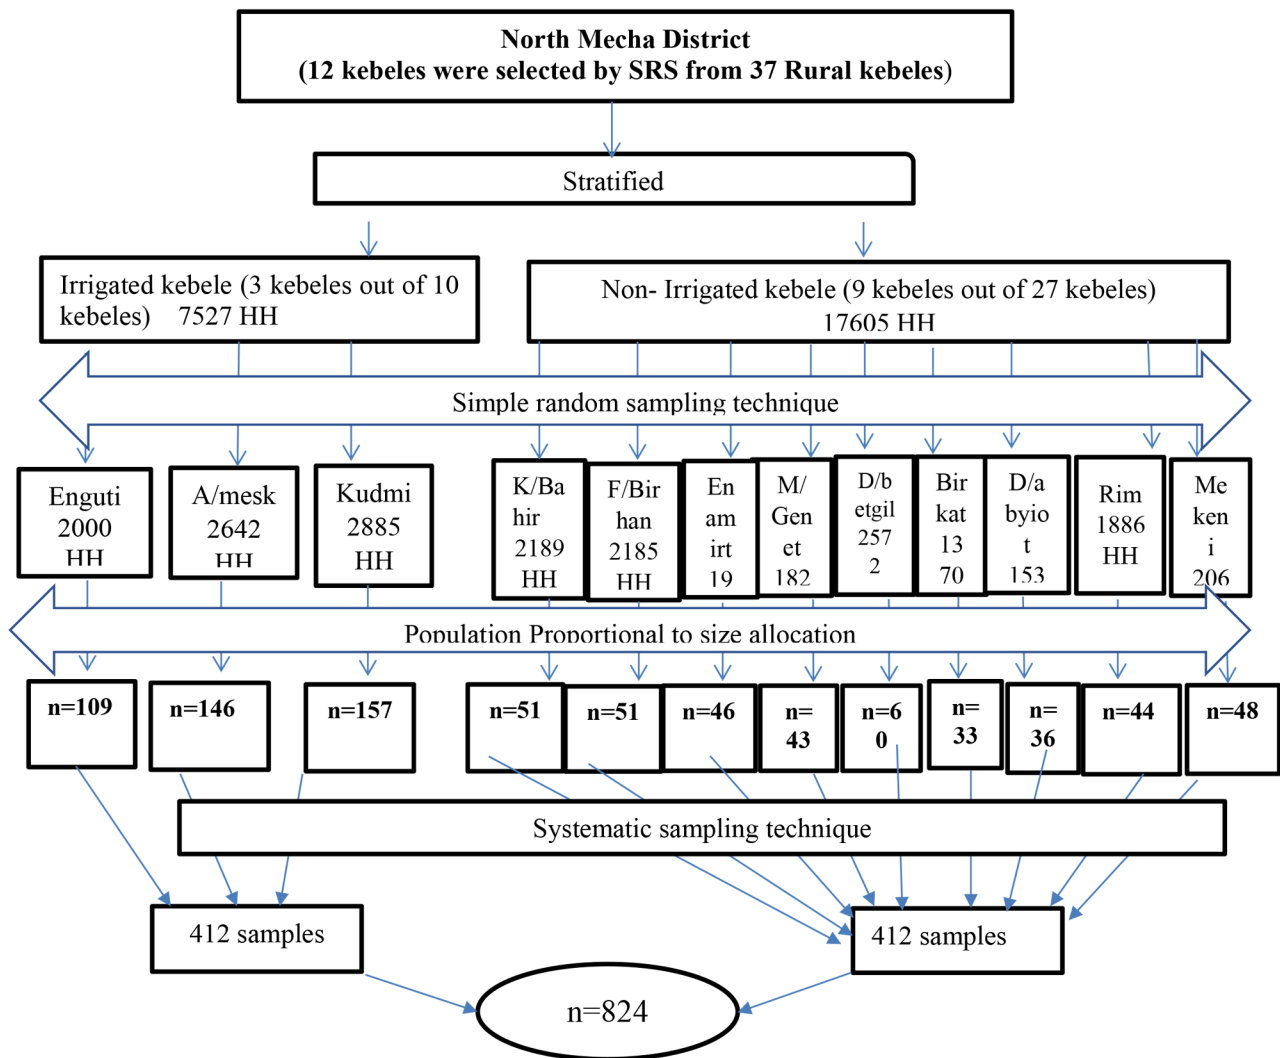 North Mecha District
(12 kebeles were selected by SRS from 37 Rural kebeles)
Stratified
Irrigated kebele (3 kebeles out of 10
kebeles) 7527 HH
Non- Irrigated kebele (9 kebeles out of 27 kebeles)
17605 HH
Simple random sampling technique
Enguti
2000
HH
A/mesk
2642
HH
Kudmi
2885
HH
K/Ba
hir
2189
HH
F/Bir
han
2185
HH
En
am
irt
19
M/
Gen
et
182
D/b
etgil
257
2
Bir
kat
13
70
D/a
byio
t
153
Rim
1886
HH
Me
ken
i
206
Population Proportional to size allocation
n=109
n=146
n=157
n=51
n=51
n=46
n=
43
n=6
0
n=
33
n=
36
n=44
n=48
Systematic sampling technique
412 samples
412 samples
n=824